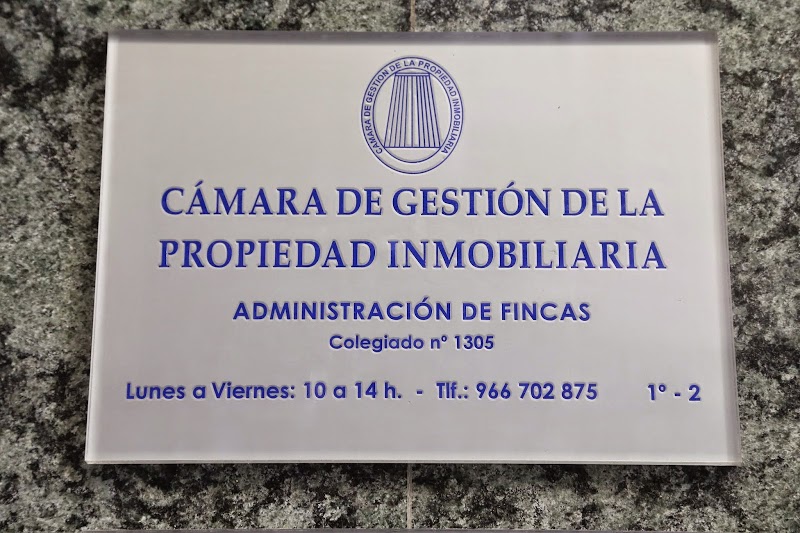 CÁMARA DE GESTIÓN DE LA PROPIEDAD INMOBILIARIA
CÁMARA DE GESTIÓN DE LA
PROPIEDAD INMOBILIARIA
ADMINISTRACIÓN DE FINCAS
Colegiado nº 1305
Lunes a Viernes: 10 a 14 h. - Tlf.: 966 702 875 1º - 2